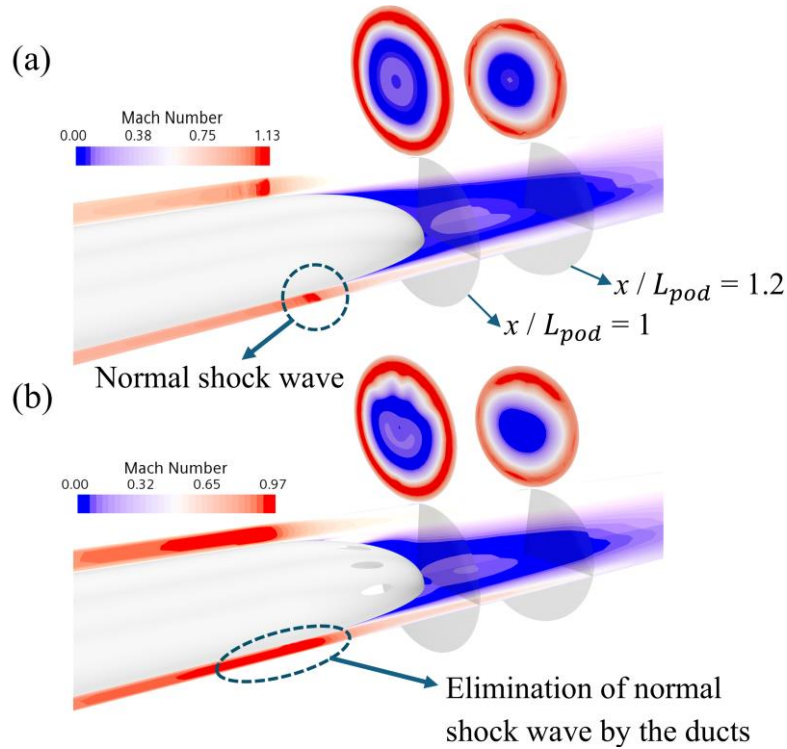 (a)
Mach Number
0.00 0.38 0.75 1.13
x / L_pod = 1.2
x / L_pod = 1
Normal shock wave
(b)
Mach Number
0.00 0.32 0.65 0.97
Elimination of normal
shock wave by the ducts